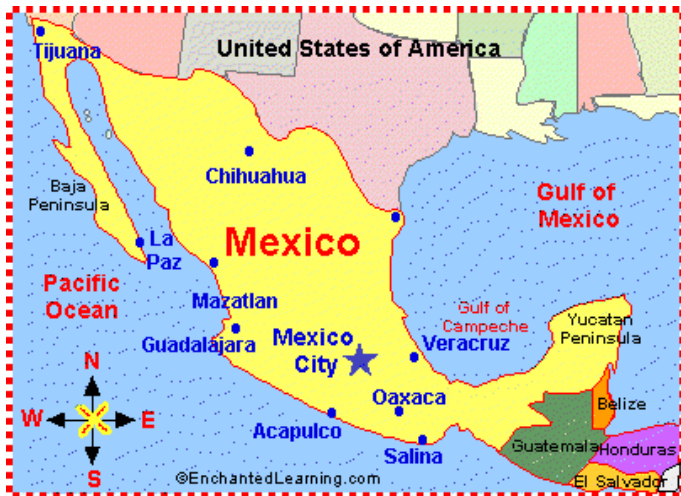 Tijuana
United States of America
Chihuahua
Baja
Peninsula
Gulf of
Mexico
La
Paz
Mexico
Pacific
Ocean
Mazatlan
Gulf of
Campeche
Yucatan
Peninsula
Guadalajara
Mexico
City
Veracruz
N
W
E
S
Oaxaca
Belize
Acapulco
Salina
Guatemala
Honduras
El Salvador
©EnchantedLearning.com